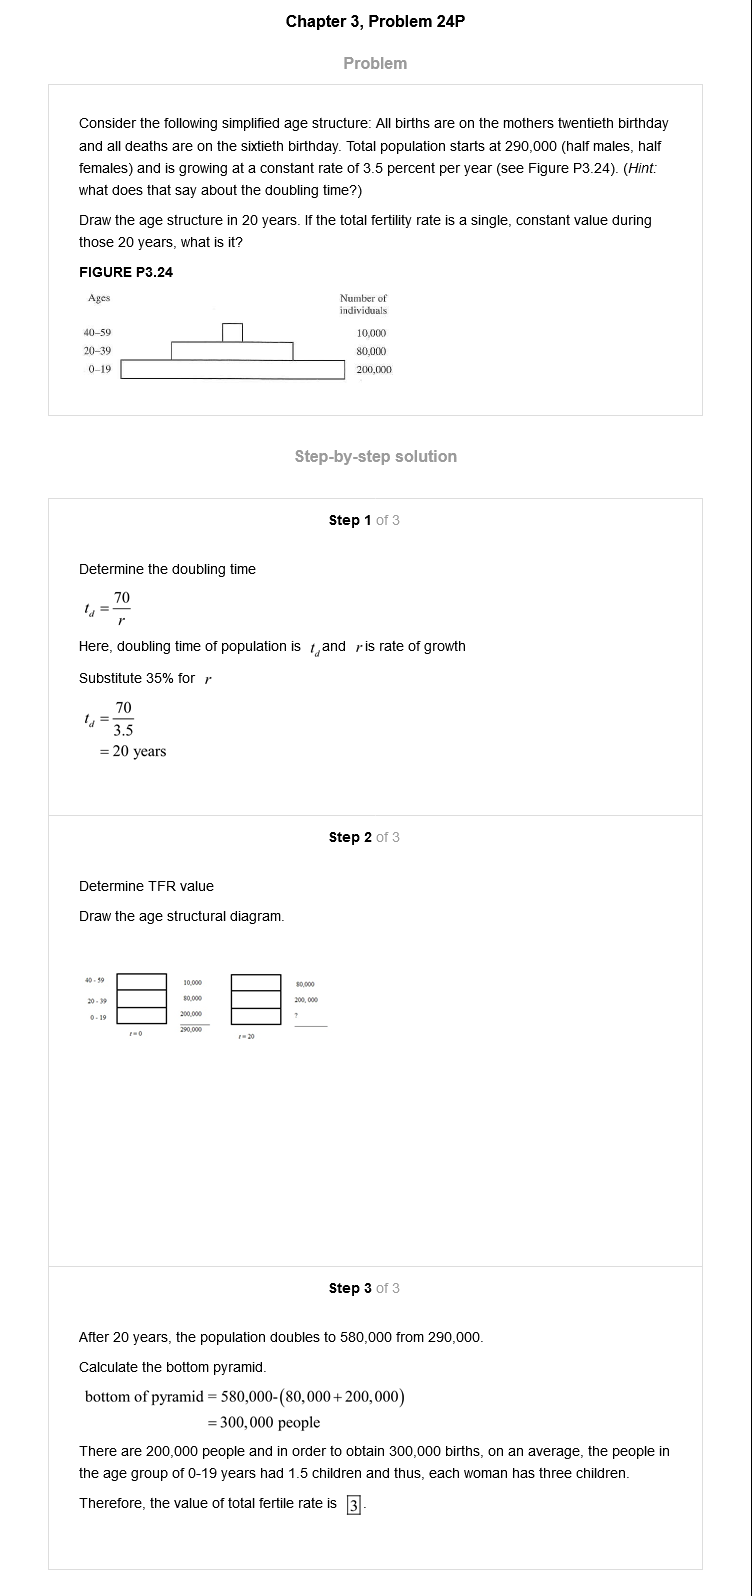 Chapter 3, Problem 24P
Problem
Consider the following simplified age structure: All births are on the mothers twentieth birthday
and all deaths are on the sixtieth birthday. Total population starts at 290,000 (half males, half
females) and is growing at a constant rate of 3.5 percent per year (see Figure P3.24). (Hint:
what does that say about the doubling time?)
Draw the age structure in 20 years. If the total fertility rate is a single, constant value during
those 20 years, what is it?
FIGURE P3.24
Ages
Number of
individuals
40–59 10,000
20–39 80,000
0–19 200,000
Step-by-step solution
Step 1 of 3
Determine the doubling time
t_d = 70/r
Here, doubling time of population is t_d and r is rate of growth
Substitute 35% for r
t_d = 70/3.5
= 20 years
Step 2 of 3
Determine TFR value
Draw the age structural diagram.
40 - 59 10,000 80,000
20 - 39 80,000 200,000
0 - 19 200,000 ?
290,000
t = 0 t = 20
Step 3 of 3
After 20 years, the population doubles to 580,000 from 290,000.
Calculate the bottom pyramid.
bottom of pyramid = 580,000-(80,000+200,000)
= 300,000 people
There are 200,000 people and in order to obtain 300,000 births, on an average, the people in
the age group of 0-19 years had 1.5 children and thus, each woman has three children.
Therefore, the value of total fertile rate is 3.